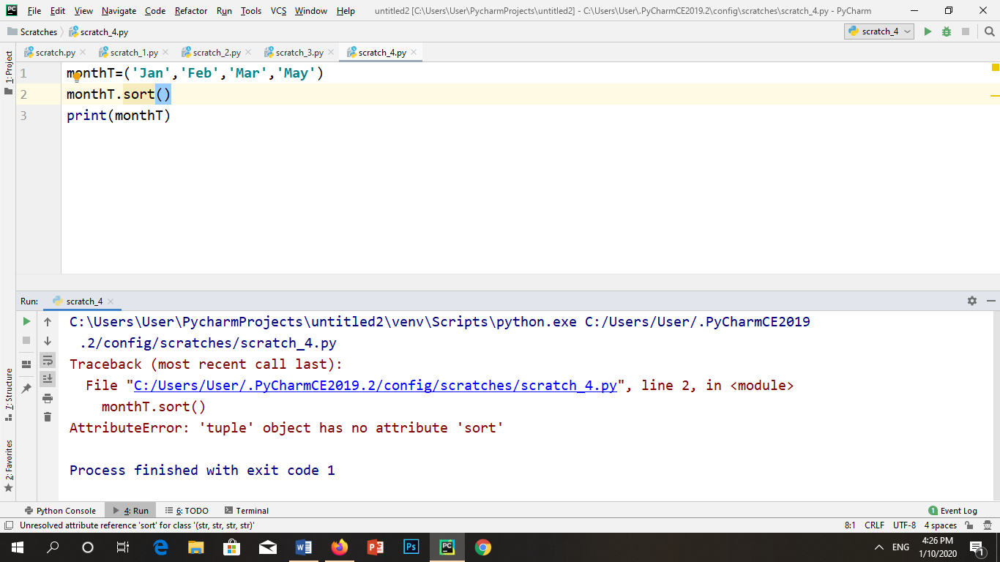 PC File Edit View Navigate Code Refactor Run Tools VCS Window Help untitled2 [C:\Users\User\PycharmProjects\untitled2] - C:\Users\User\.PyCharmCE2019.2\config\scratches\scratch_4.py - PyCharm
Scratches scratch_4.py scratch_4
scratch.py scratch_1.py scratch_2.py scratch_3.py scratch_4.py
1: Project
1 monthT=('Jan','Feb','Mar','May')
2 monthT.sort()
3 print(monthT)
Run: scratch_4
C:\Users\User\PycharmProjects\untitled2\venv\Scripts\python.exe C:/Users/User/.PyCharmCE2019
.2/config/scratches/scratch_4.py
Traceback (most recent call last):
File "C:/Users/User/.PyCharmCE2019.2/config/scratches/scratch_4.py", line 2, in <module>
monthT.sort()
AttributeError: 'tuple' object has no attribute 'sort'
Process finished with exit code 1
7: Structure
2: Favorites
Python Console 4: Run 6: TODO Terminal 1 Event Log
Unresolved attribute reference 'sort' for class '(str, str, str, str)' 8:1 CRLF UTF-8 4 spaces
W P Ps PC ENG 4:26 PM 1
1/10/2020